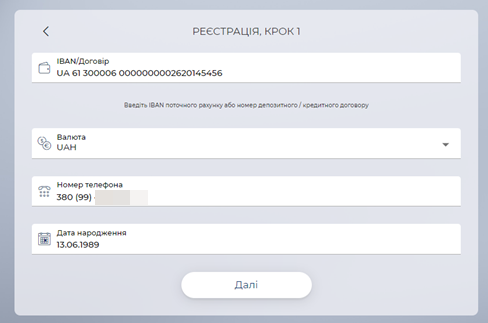 РЕЄСТРАЦІЯ, КРОК 1
IBAN/Договір
UA 61 300006 0000000002620145456
Введіть IBAN поточного рахунку або номер депозитного / кредитного договору
Валюта
UAH
Номер телефона
380 (99)
Дата народження
13.06.1989
Далі